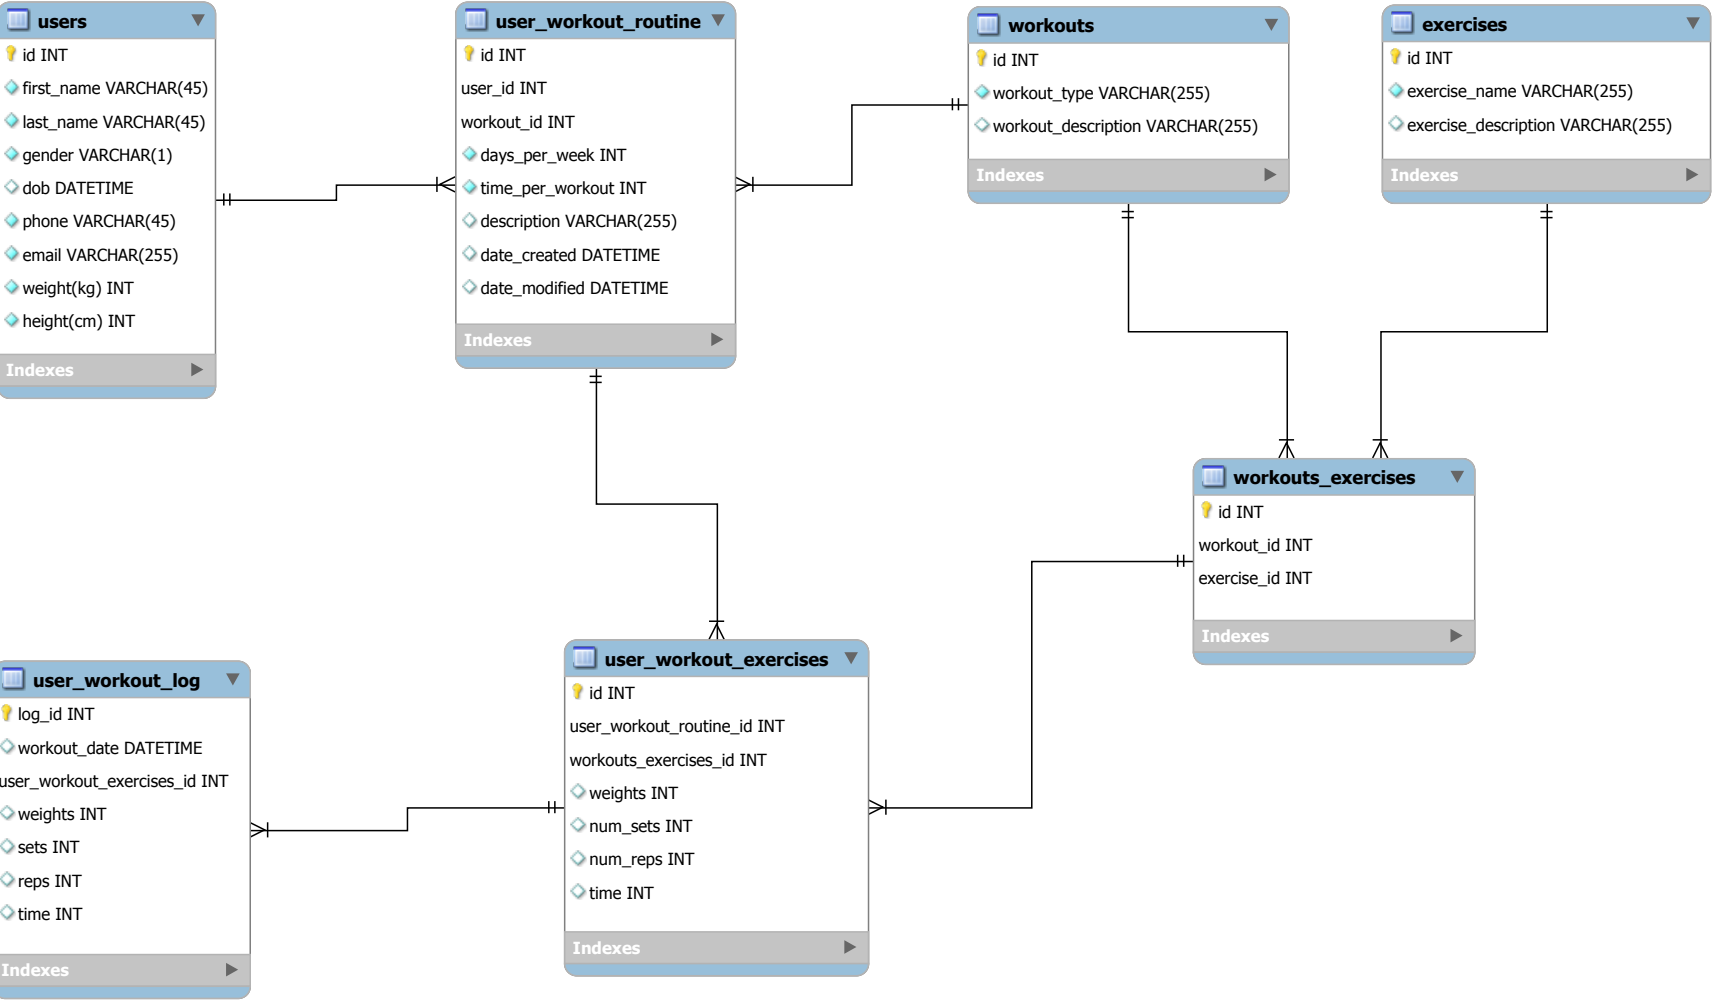 users
id INT
first_name VARCHAR(45)
last_name VARCHAR(45)
gender VARCHAR(1)
dob DATETIME
phone VARCHAR(45)
email VARCHAR(255)
weight(kg) INT
height(cm) INT
Indexes
user_workout_routine
id INT
user_id INT
workout_id INT
days_per_week INT
time_per_workout INT
description VARCHAR(255)
date_created DATETIME
date_modified DATETIME
Indexes
workouts
id INT
workout_type VARCHAR(255)
workout_description VARCHAR(255)
Indexes
exercises
id INT
exercise_name VARCHAR(255)
exercise_description VARCHAR(255)
Indexes
workouts_exercises
id INT
workout_id INT
exercise_id INT
Indexes
user_workout_log
log_id INT
workout_date DATETIME
user_workout_exercises_id INT
weights INT
sets INT
reps INT
time INT
Indexes
user_workout_exercises
id INT
user_workout_routine_id INT
workouts_exercises_id INT
weights INT
num_sets INT
num_reps INT
time INT
Indexes